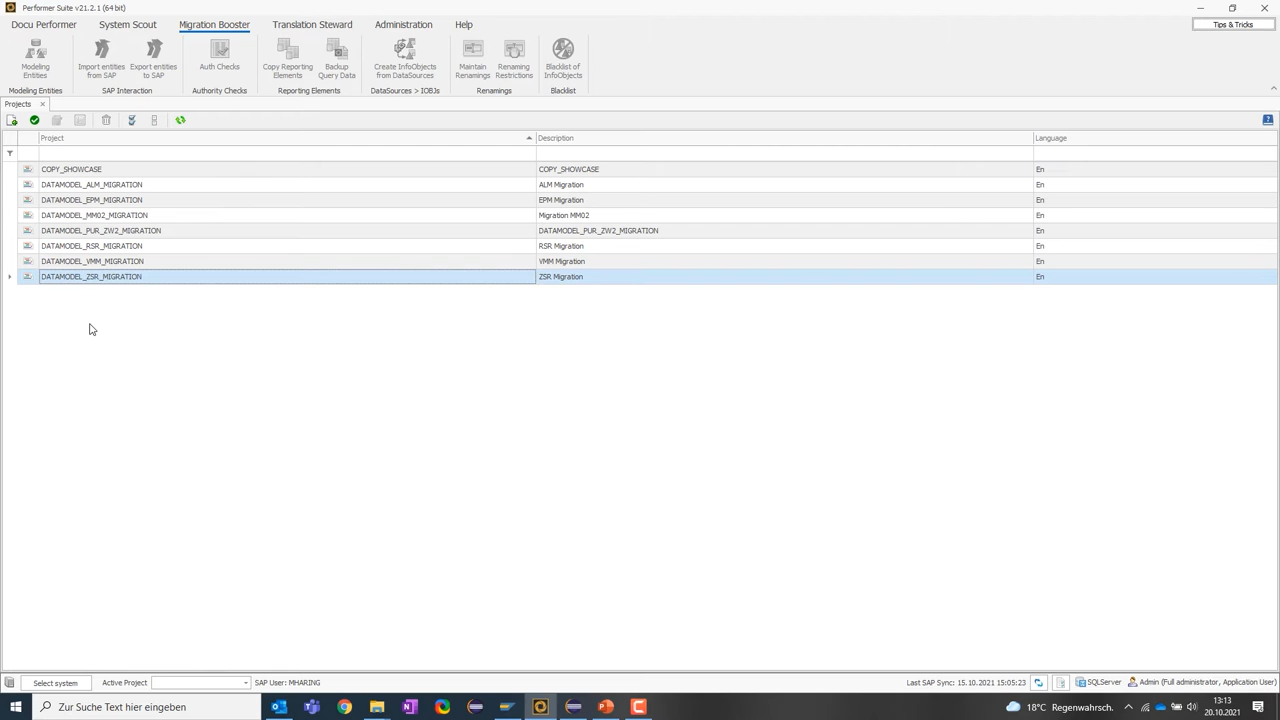 Performer Suite v21.2.1 (64 bit)
Docu Performer System Scout Migration Booster Translation Steward Administration Help Tips & Tricks
Modeling Entities
Import entities from SAP
Export entities to SAP
Auth Checks
Copy Reporting Elements
Backup Query Data
Create InfoObjects from DataSources
Maintain Renamings
Renaming Restrictions
Blacklist of InfoObjects
Modeling Entities SAP Interaction Authority Checks Reporting Elements DataSources > IOBJs Renamings Blacklist
Projects
Project Description Language
COPY_SHOWCASE COPY_SHOWCASE En
DATAMODEL_ALM_MIGRATION ALM Migration En
DATAMODEL_EPM_MIGRATION EPM Migration En
DATAMODEL_MM02_MIGRATION Migration MM02 En
DATAMODEL_PUR_ZW2_MIGRATION DATAMODEL_PUR_ZW2_MIGRATION En
DATAMODEL_RSR_MIGRATION RSR Migration En
DATAMODEL_VMM_MIGRATION VMM Migration En
DATAMODEL_ZSR_MIGRATION ZSR Migration En
Select system Active Project SAP User: MHARING Last SAP Sync: 15.10.2021 15:05:23 SQLServer Admin (Full administrator, Application User)
Zur Suche Text hier eingeben 18°C Regenwahrsch. 13:13
20.10.2021